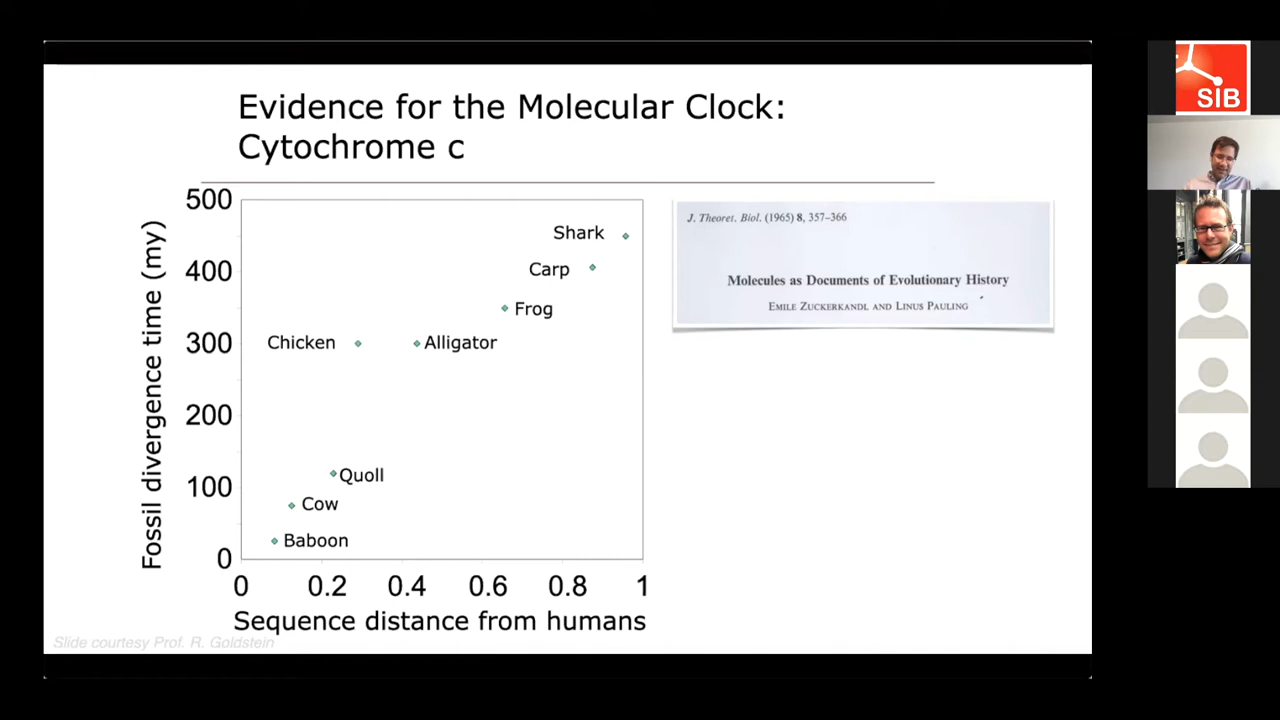 Evidence for the Molecular Clock:
Cytochrome c
500
400
300
200
100
0
Fossil divergence time (my)
Shark
Carp
Frog
Chicken
Alligator
Quoll
Cow
Baboon
0 0.2 0.4 0.6 0.8 1
Sequence distance from humans
J. Theoret. Biol. (1965) 8, 357–366
Molecules as Documents of Evolutionary History
EMILE ZUCKERKANDL AND LINUS PAULING
Slide courtesy Prof. R. Goldstein
SIB